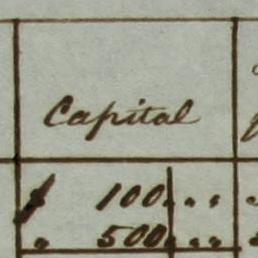 Capital
$ 100. . .
" 500. . .